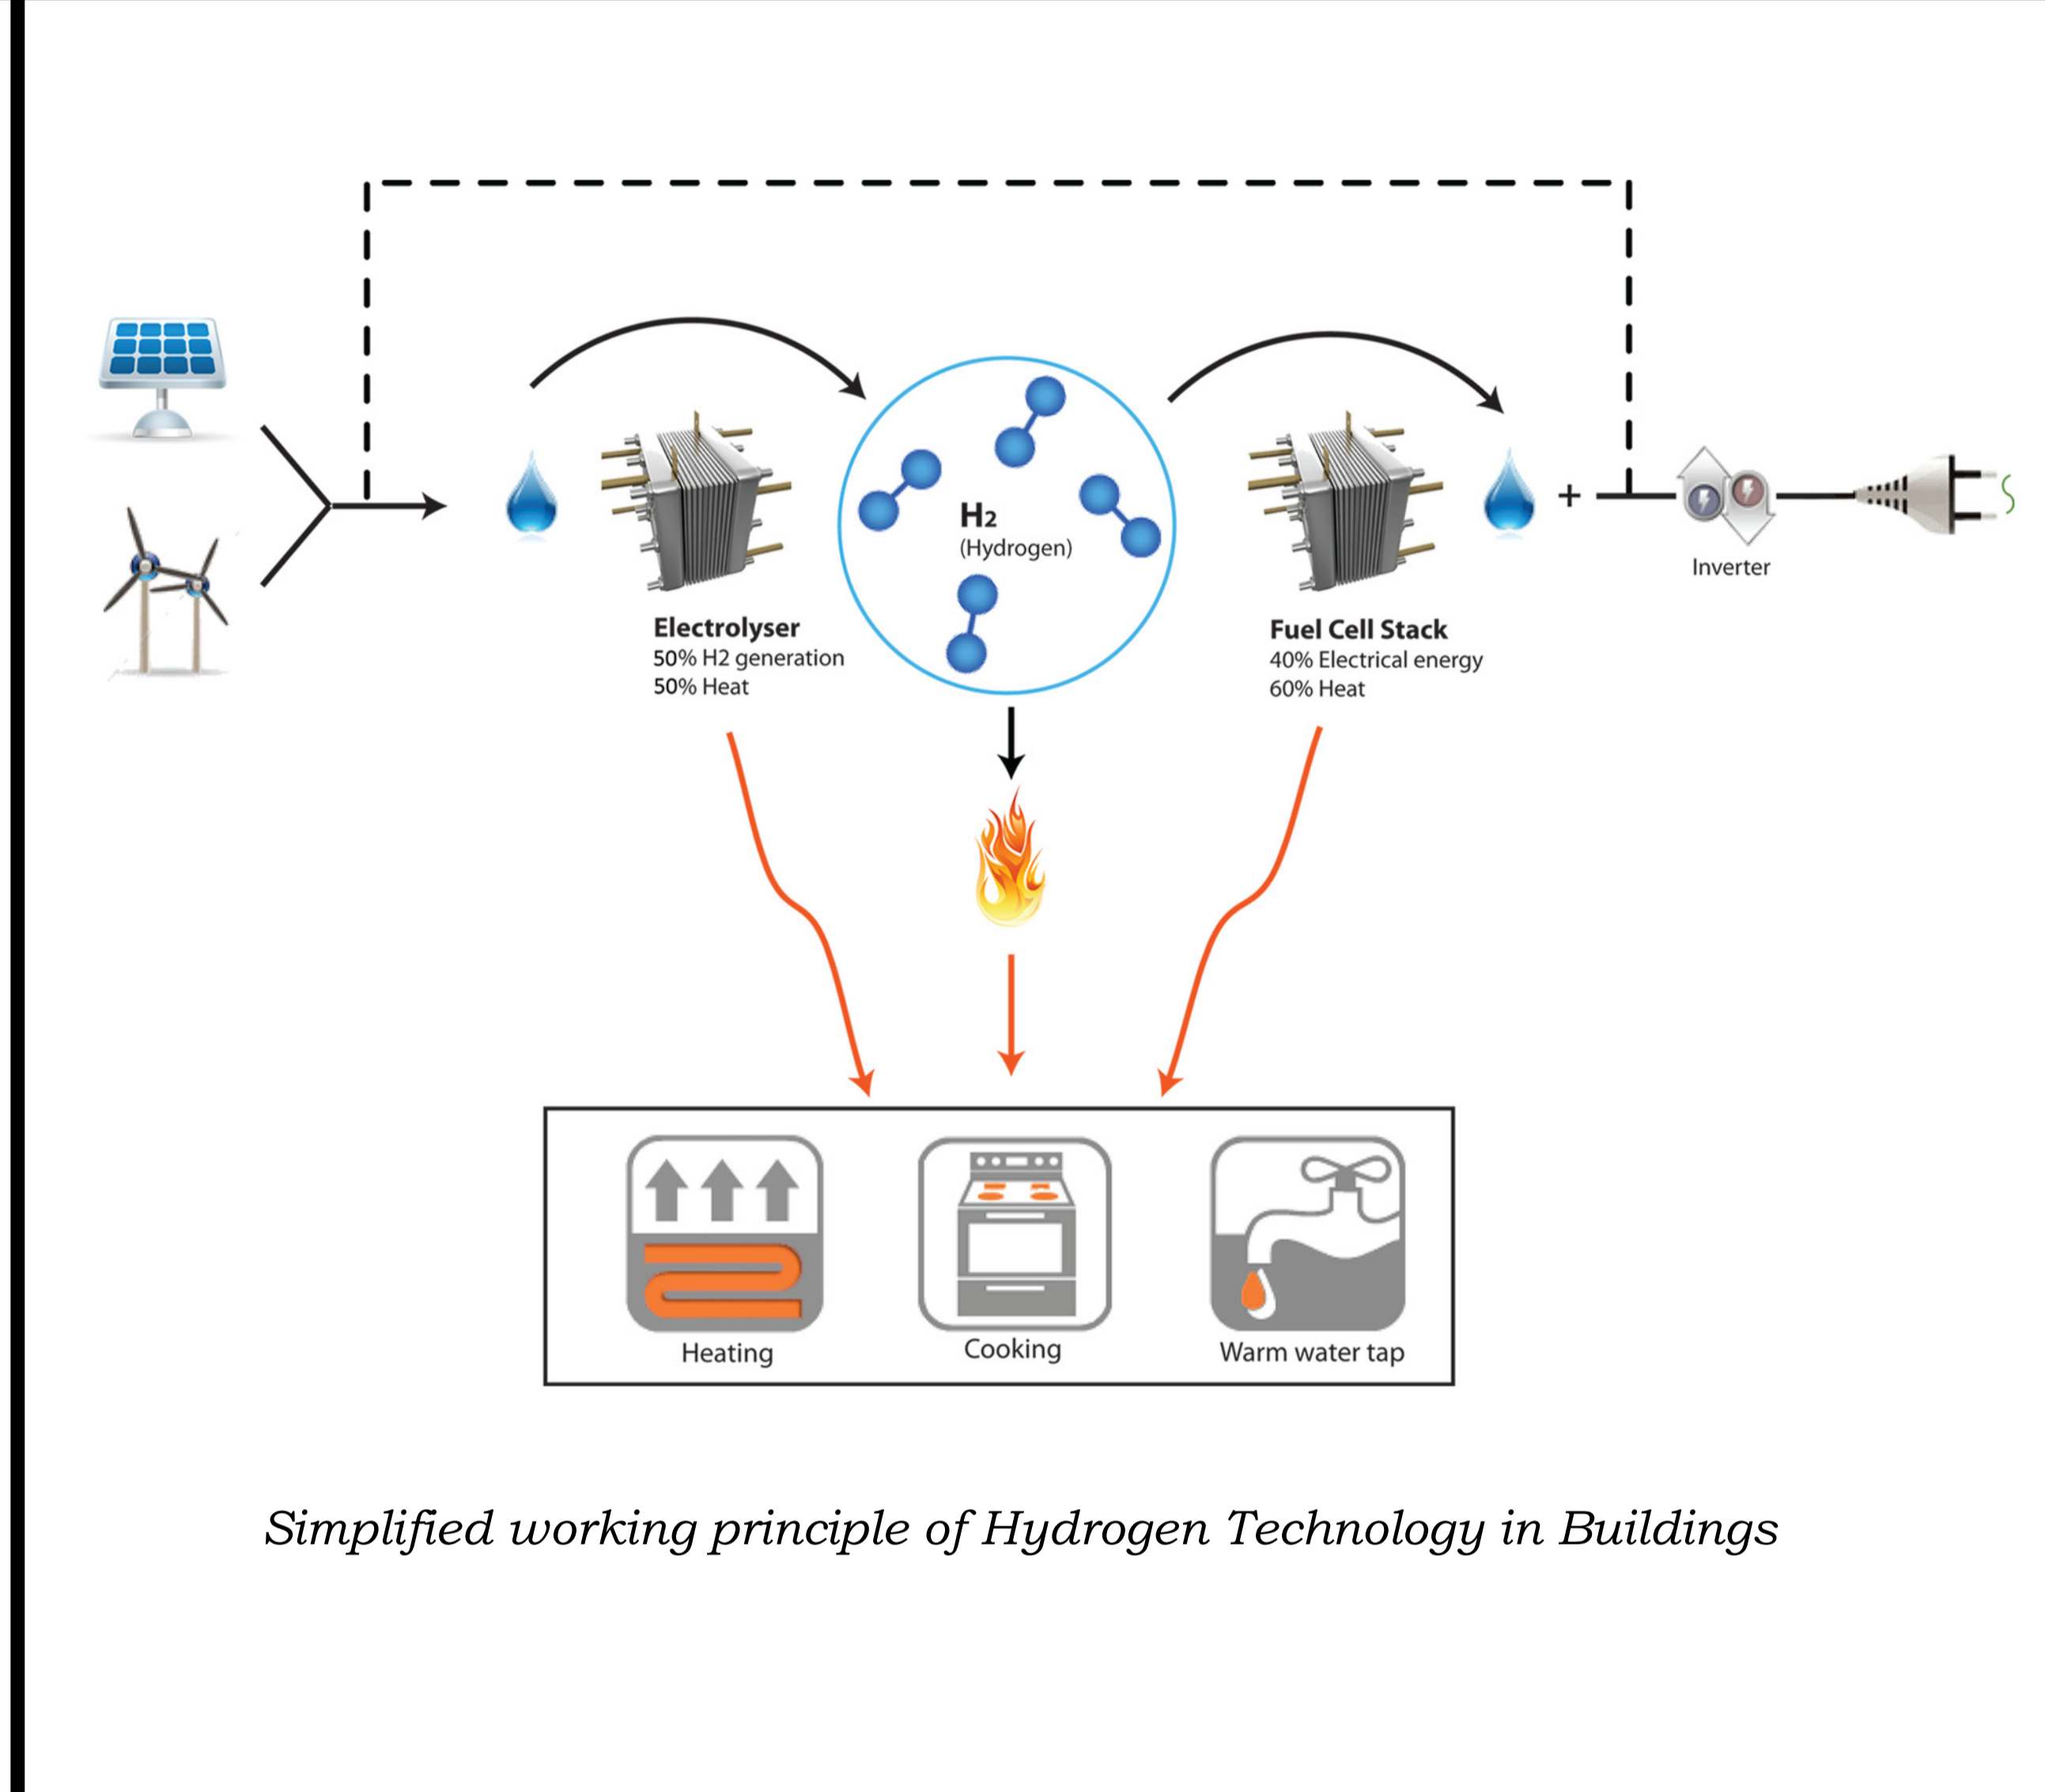 H2
(Hydrogen)
+
Inverter
Electrolyser
50% H2 generation
50% Heat
Fuel Cell Stack
40% Electrical energy
60% Heat
Heating
Cooking
Warm water tap
Simplified working principle of Hydrogen Technology in Buildings